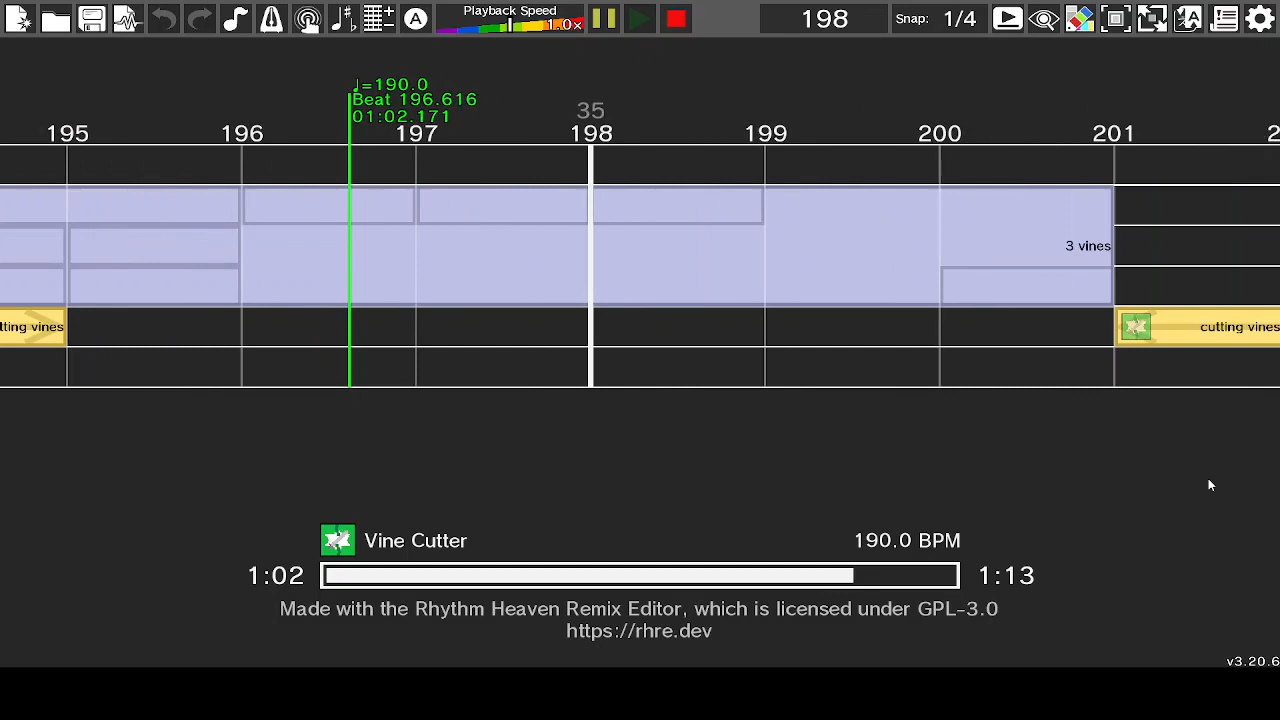 Playback Speed
1.0x
198
Snap: 1/4
A
A
♩=190.0
Beat 196.616
01:02.171
35
195 196 197 198 199 200 201 2
3 vines
tting vines
cutting vines
Vine Cutter
190.0 BPM
1:02
1:13
Made with the Rhythm Heaven Remix Editor, which is licensed under GPL-3.0
https://rhre.dev
v3.20.6